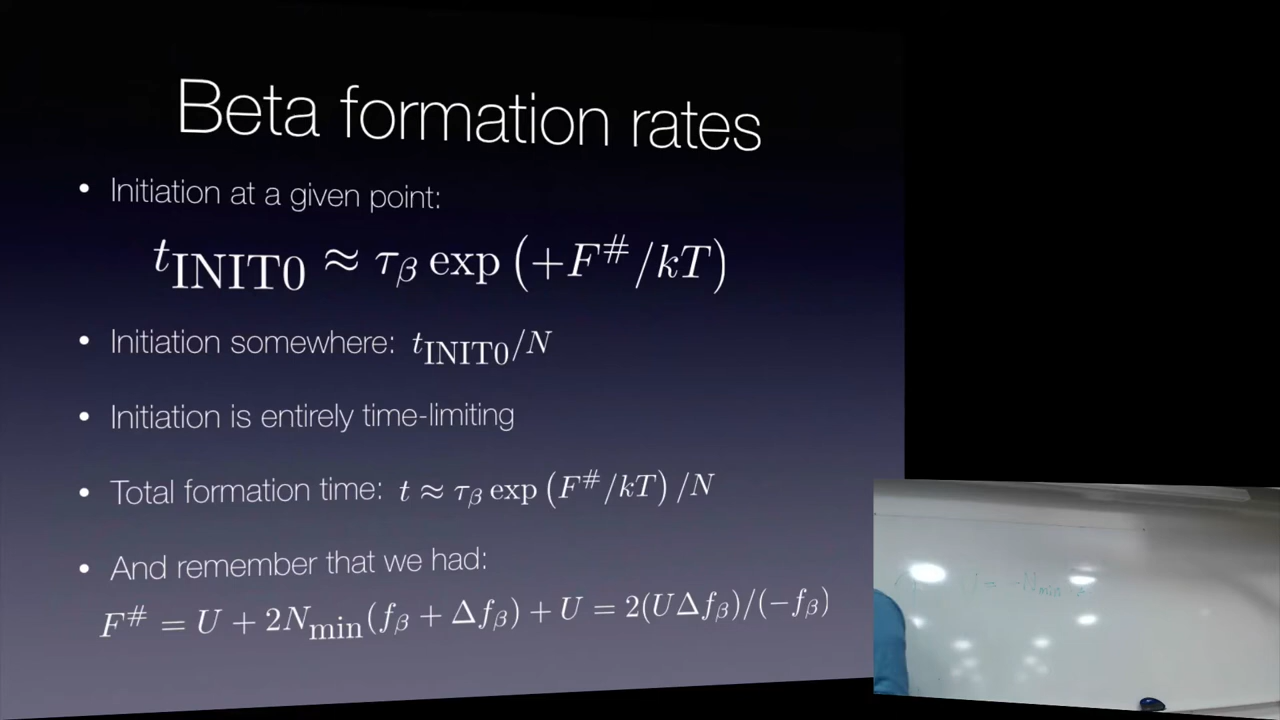 Beta formation rates
• Initiation at a given point:
t_INIT0 ≈ τ_β exp (+F^#/kT)
• Initiation somewhere: t_INIT0/N
• Initiation is entirely time-limiting
• Total formation time: t ≈ τ_β exp (F^#/kT) /N
• And remember that we had:
F^# = U + 2N_min(f_β + Δf_β) + U = 2(UΔf_β)/(−f_β)